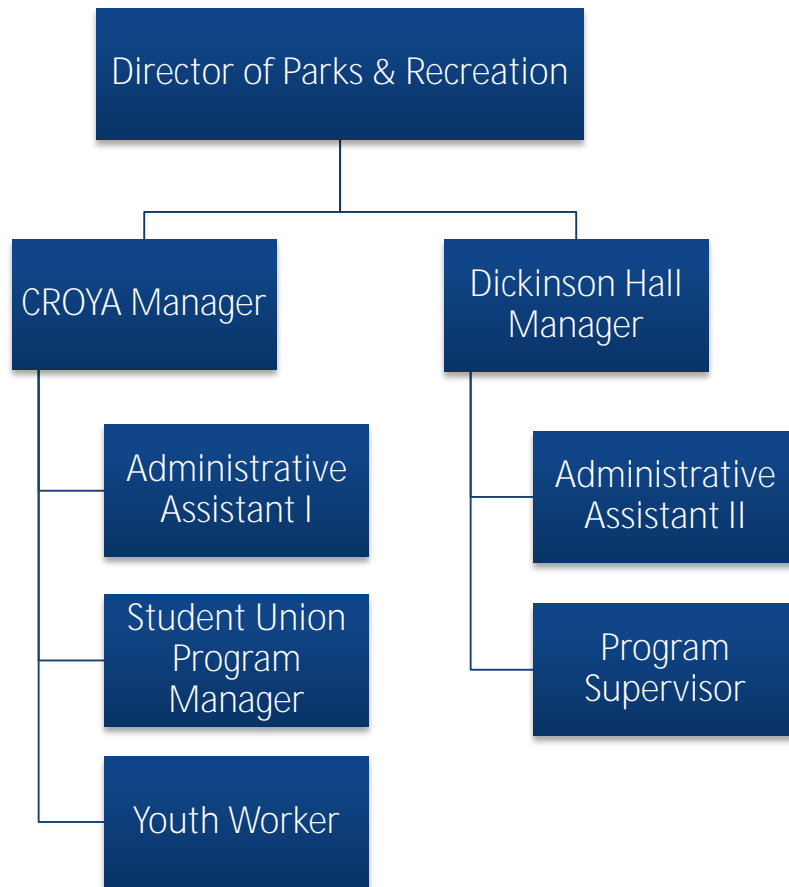 Director of Parks & Recreation
CROYA Manager
Dickinson Hall
Manager
Administrative
Assistant I
Student Union
Program
Manager
Youth Worker
Administrative
Assistant II
Program
Supervisor